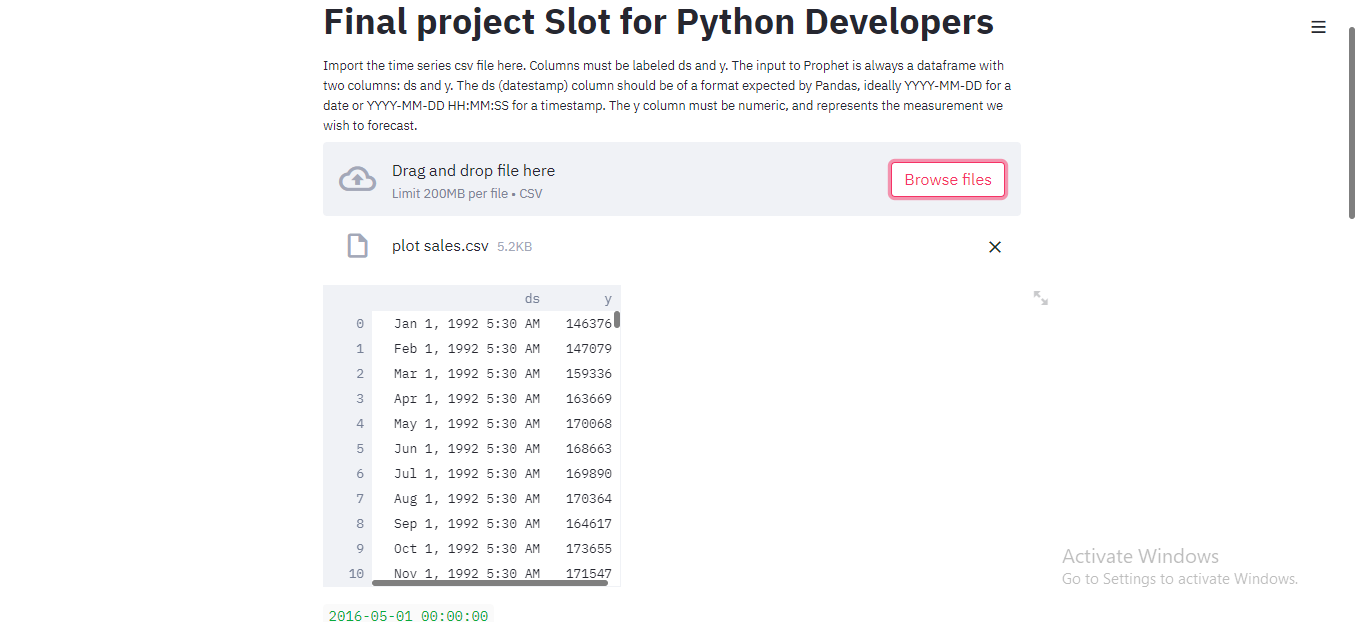 Final project Slot for Python Developers
Import the time series csv file here. Columns must be labeled ds and y. The input to Prophet is always a dataframe with
two columns: ds and y. The ds (datestamp) column should be of a format expected by Pandas, ideally YYYY-MM-DD for a
date or YYYY-MM-DD HH:MM:SS for a timestamp. The y column must be numeric, and represents the measurement we
wish to forecast.
Drag and drop file here
Limit 200MB per file • CSV
Browse files
plot sales.csv 5.2KB
ds y
0 Jan 1, 1992 5:30 AM 146376
1 Feb 1, 1992 5:30 AM 147079
2 Mar 1, 1992 5:30 AM 159336
3 Apr 1, 1992 5:30 AM 163669
4 May 1, 1992 5:30 AM 170068
5 Jun 1, 1992 5:30 AM 168663
6 Jul 1, 1992 5:30 AM 169890
7 Aug 1, 1992 5:30 AM 170364
8 Sep 1, 1992 5:30 AM 164617
9 Oct 1, 1992 5:30 AM 173655
10 Nov 1, 1992 5:30 AM 171547
Activate Windows
Go to Settings to activate Windows.
2016-05-01 00:00:00